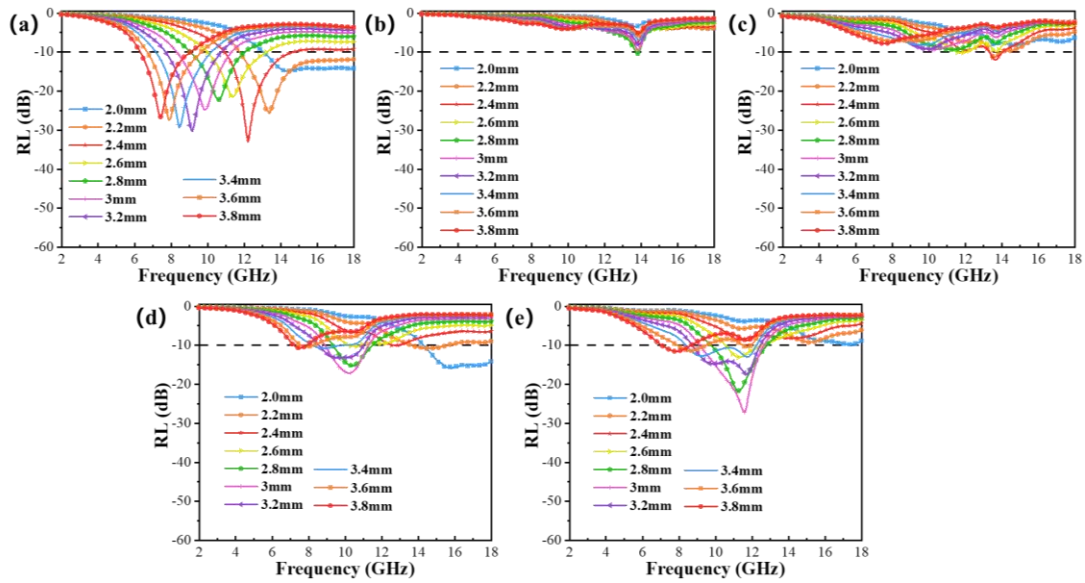 (a)
RL (dB)
0
-10
-20
-30
-40
-50
-60
2.0mm
2.2mm
2.4mm
2.6mm
2.8mm
3mm
3.2mm
3.4mm
3.6mm
3.8mm
2 4 6 8 10 12 14 16 18
Frequency (GHz)
(b)
RL (dB)
0
-10
-20
-30
-40
-50
-60
2.0mm
2.2mm
2.4mm
2.6mm
2.8mm
3mm
3.2mm
3.4mm
3.6mm
3.8mm
2 4 6 8 10 12 14 16 18
Frequency (GHz)
(c)
RL (dB)
0
-10
-20
-30
-40
-50
-60
2.0mm
2.2mm
2.4mm
2.6mm
2.8mm
3mm
3.2mm
3.4mm
3.6mm
3.8mm
2 4 6 8 10 12 14 16 18
Frequency (GHz)
(d)
RL (dB)
0
-10
-20
-30
-40
-50
-60
2.0mm
2.2mm
2.4mm
2.6mm
2.8mm
3mm
3.2mm
3.4mm
3.6mm
3.8mm
2 4 6 8 10 12 14 16 18
Frequency (GHz)
(e)
RL (dB)
0
-10
-20
-30
-40
-50
-60
2.0mm
2.2mm
2.4mm
2.6mm
2.8mm
3mm
3.2mm
3.4mm
3.6mm
3.8mm
2 4 6 8 10 12 14 16 18
Frequency (GHz)